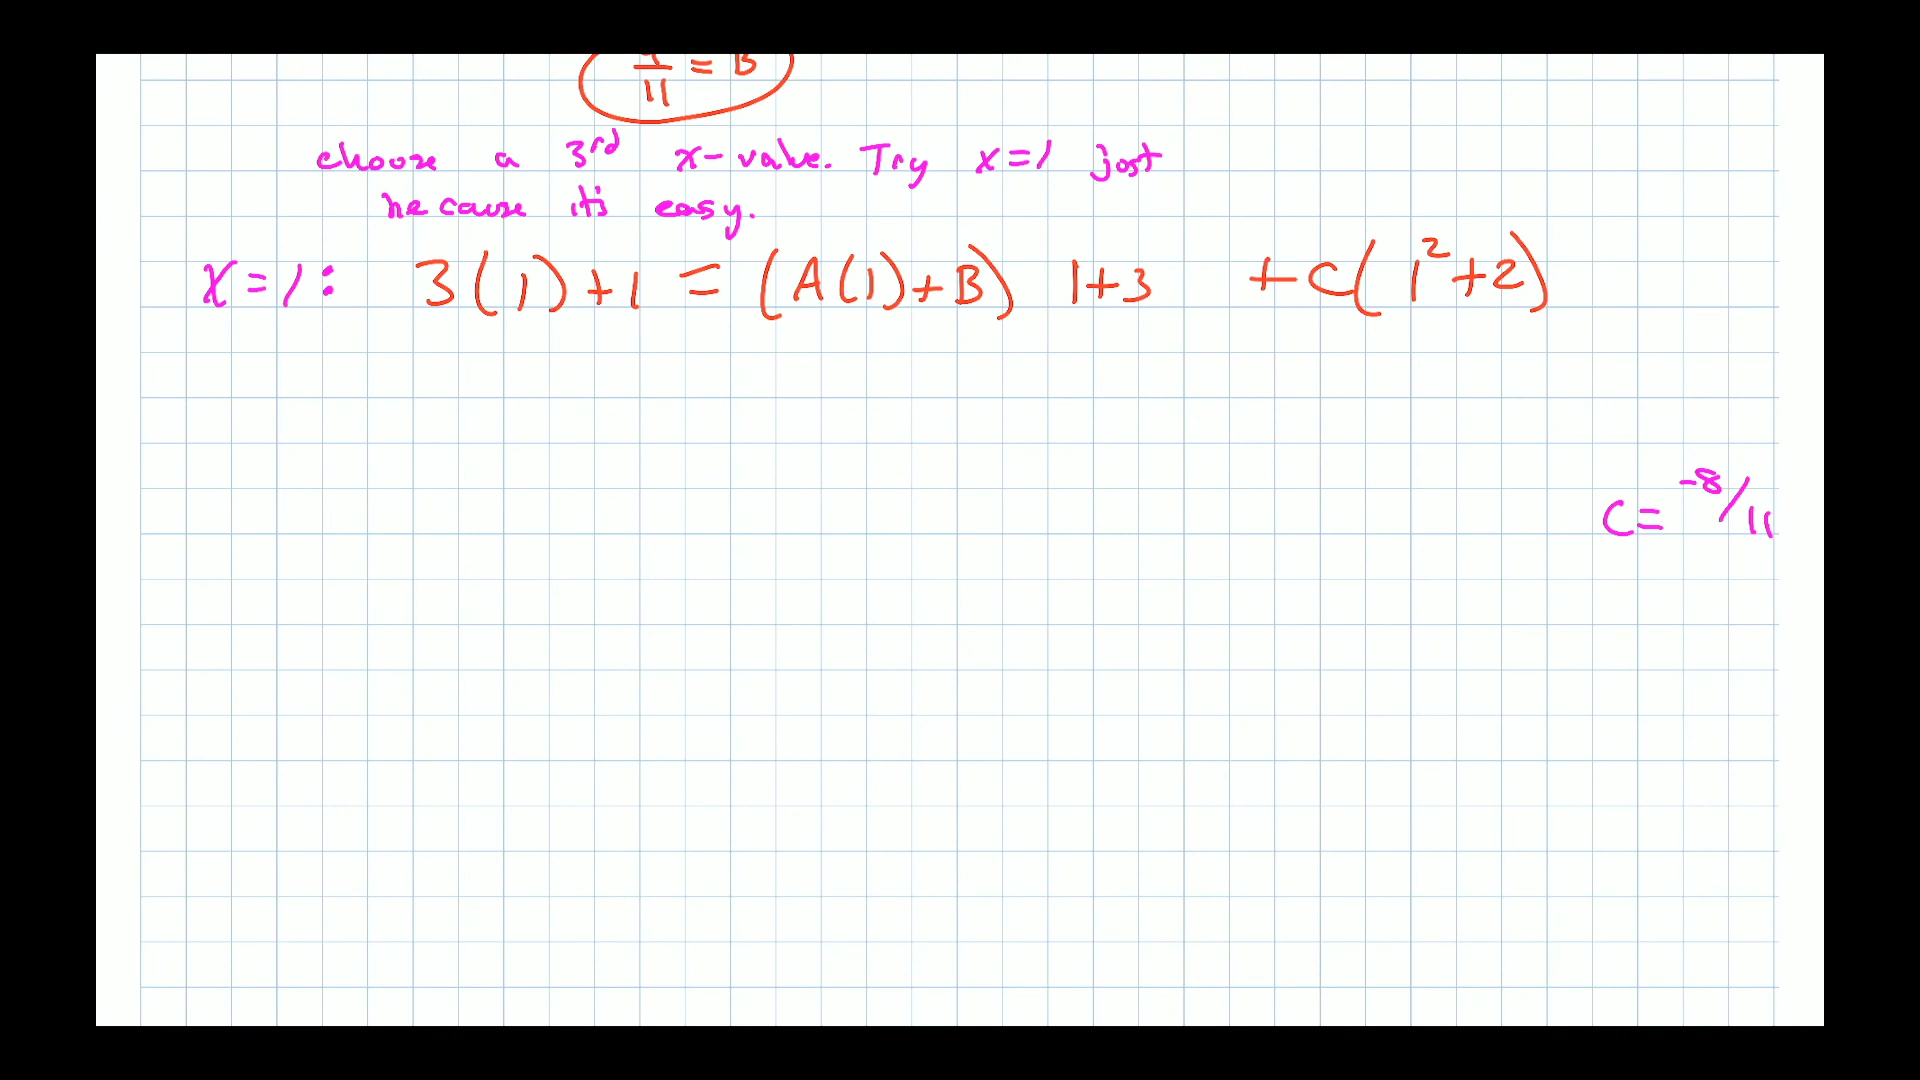 /11 = B
choose a 3rd x-value. Try x=1 just
because it's easy.
x=1: 3(1)+1 = (A(1)+B) 1+3 +C(1²+2)
C= -8/11